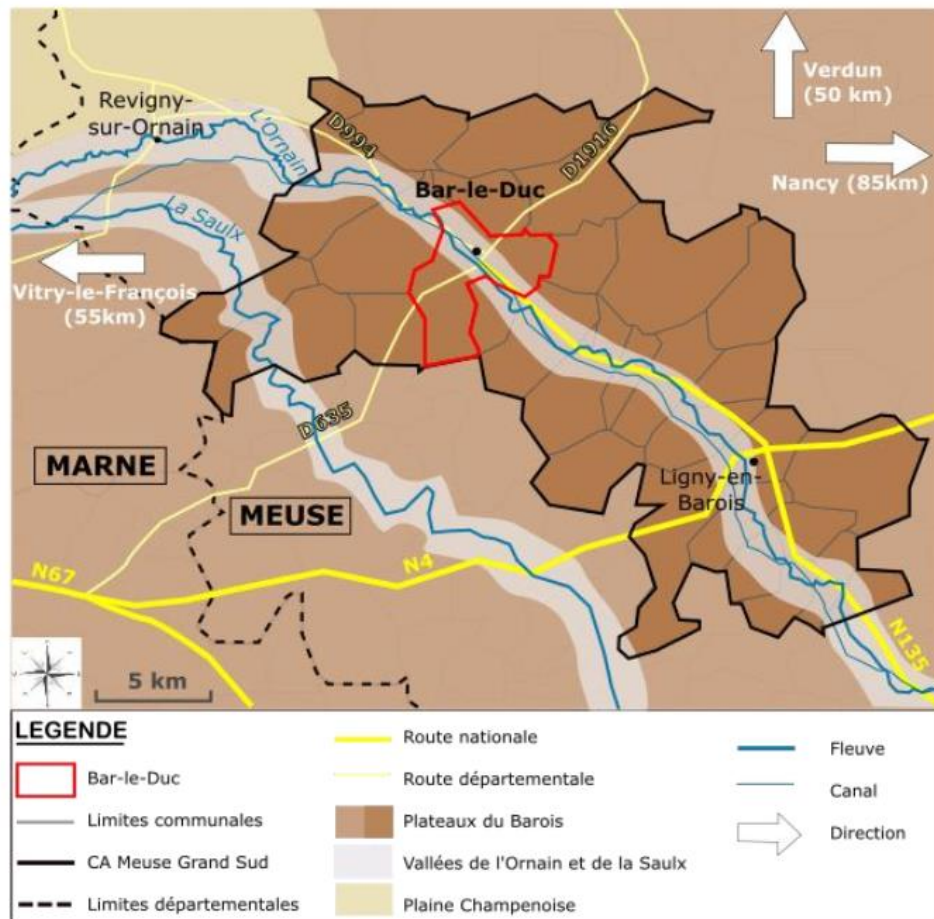 Verdun
(50 km)
Revigny-
sur-Ornain
L'Ornain
D994
D1916
Bar-le-Duc
Nancy (85km)
La Saulx
Vitry-le-François
(55km)
D635
MARNE
MEUSE
Ligny-en-
Barois
N4
N67
N135
5 km
LEGENDE
Bar-le-Duc
Limites communales
CA Meuse Grand Sud
Limites départementales
Route nationale
Route départementale
Plateaux du Barois
Vallées de l'Ornain et de la Saulx
Plaine Champenoise
Fleuve
Canal
Direction